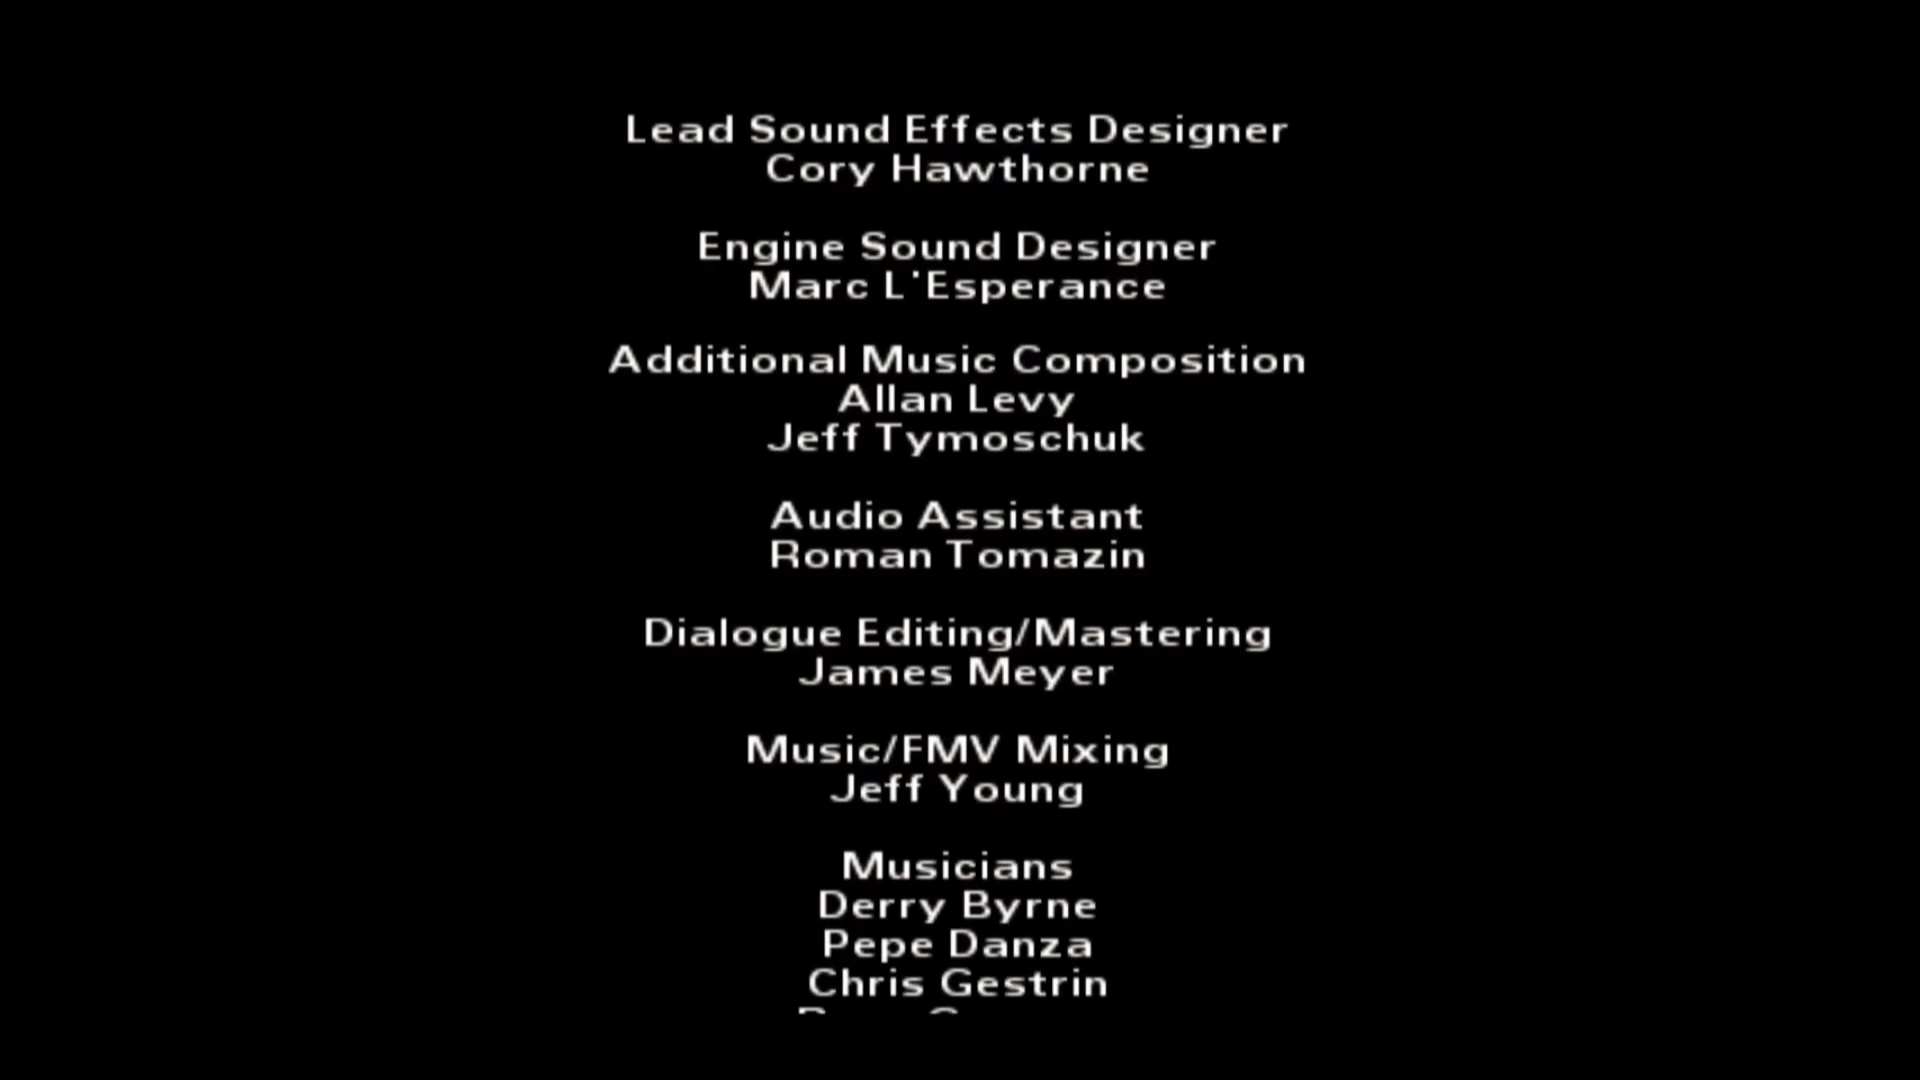 Lead Sound Effects Designer
Cory Hawthorne
Engine Sound Designer
Marc L'Esperance
Additional Music Composition
Allan Levy
Jeff Tymoschuk
Audio Assistant
Roman Tomazin
Dialogue Editing/Mastering
James Meyer
Music/FMV Mixing
Jeff Young
Musicians
Derry Byrne
Pepe Danza
Chris Gestrin